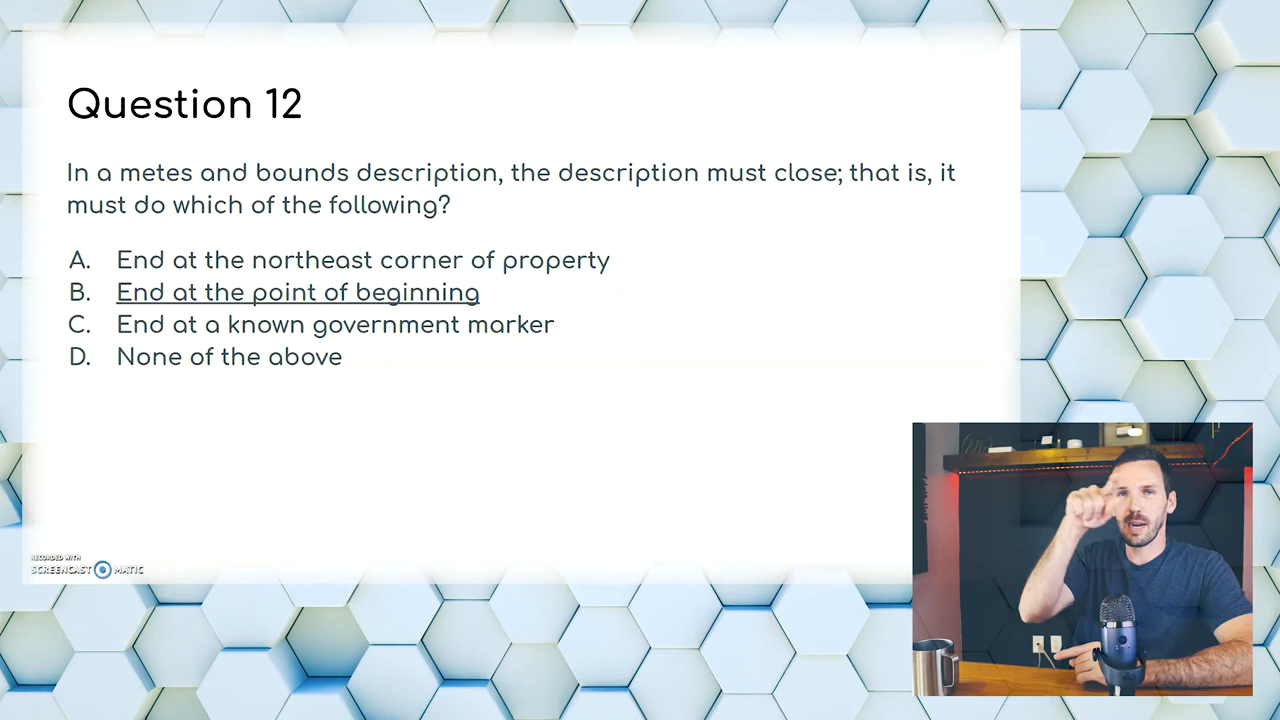 Question 12
In a metes and bounds description, the description must close; that is, it
must do which of the following?
A. End at the northeast corner of property
B. End at the point of beginning
C. End at a known government marker
D. None of the above
RECORDED WITH
SCREENCAST MATIC